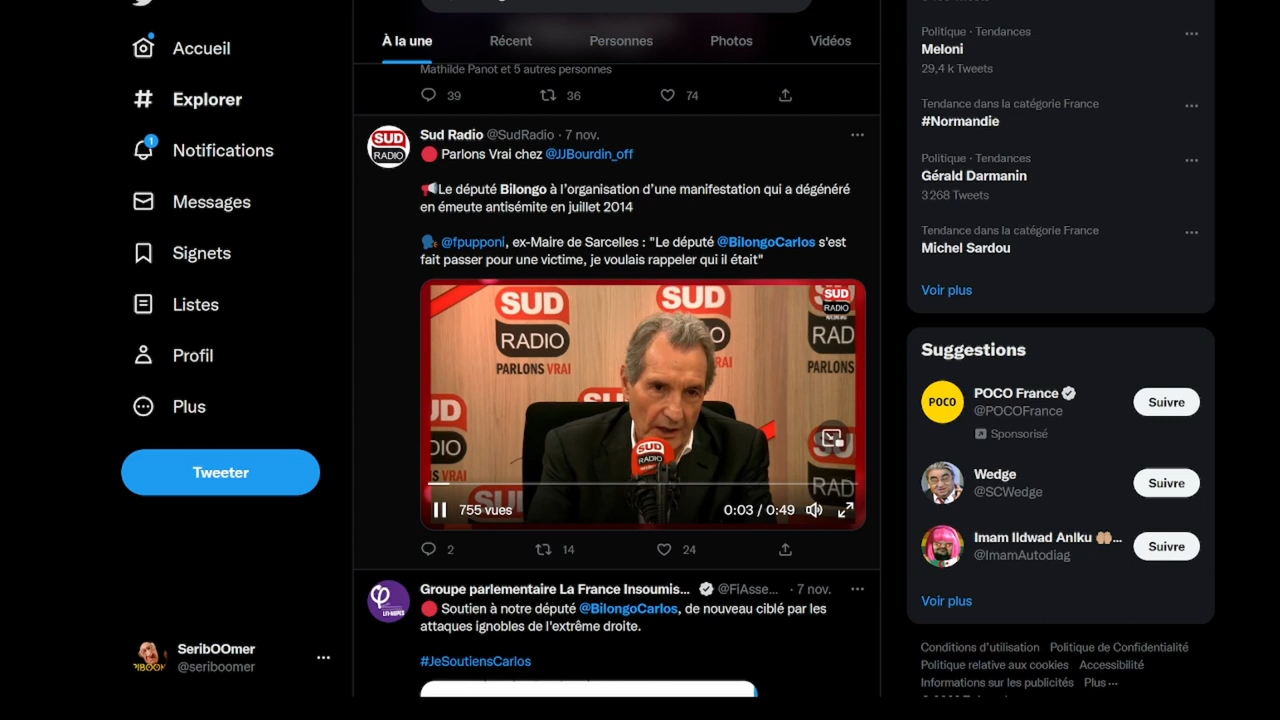 Accueil
Explorer
1
Notifications
Messages
Signets
Listes
Profil
Plus
Tweeter
SeribOOmer
@seriboomer
À la une
Récent
Personnes
Photos
Vidéos
Mathilde Panot et 5 autres personnes
39
36
74
SUD
RADIO
Sud Radio @SudRadio · 7 nov.
Parlons Vrai chez @JJBourdin_off
Le député Bilongo à l'organisation d'une manifestation qui a dégénéré
en émeute antisémite en juillet 2014
@fpupponi, ex-Maire de Sarcelles : "Le député @BilongoCarlos s'est
fait passer pour une victime, je voulais rappeler qui il était"
SUD
RADIO
PARLONS VRAI
SUD
SUD
RADIO
RAD
PARLONS
SUD
RADIO
755 vues
0:03 / 0:49
2
14
24
Groupe parlementaire La France Insoumis... @FiAsse... · 7 nov.
Soutien à notre député @BilongoCarlos, de nouveau ciblé par les
attaques ignobles de l'extrême droite.
#JeSoutiensCarlos
Politique · Tendances
Meloni
29,4 k Tweets
Tendance dans la catégorie France
#Normandie
Politique · Tendances
Gérald Darmanin
3 268 Tweets
Tendance dans la catégorie France
Michel Sardou
Voir plus
Suggestions
POCO
POCO France
@POCOFrance
Sponsorisé
Suivre
Wedge
@SCWedge
Suivre
Imam Ildwad Anlku 🤲🏼...
@ImamAutodiag
Suivre
Voir plus
Conditions d'utilisation Politique de Confidentialité
Politique relative aux cookies Accessibilité
Informations sur les publicités Plus ···